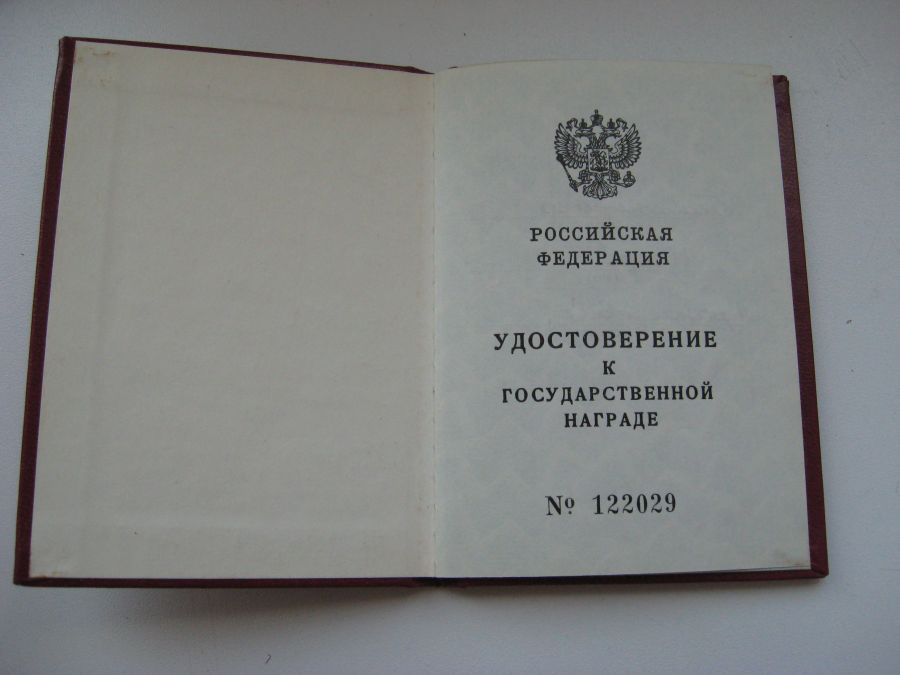 РОССИЙСКАЯ
ФЕДЕРАЦИЯ
УДОСТОВЕРЕНИЕ
К
ГОСУДАРСТВЕННОЙ
НАГРАДЕ
№ 122029